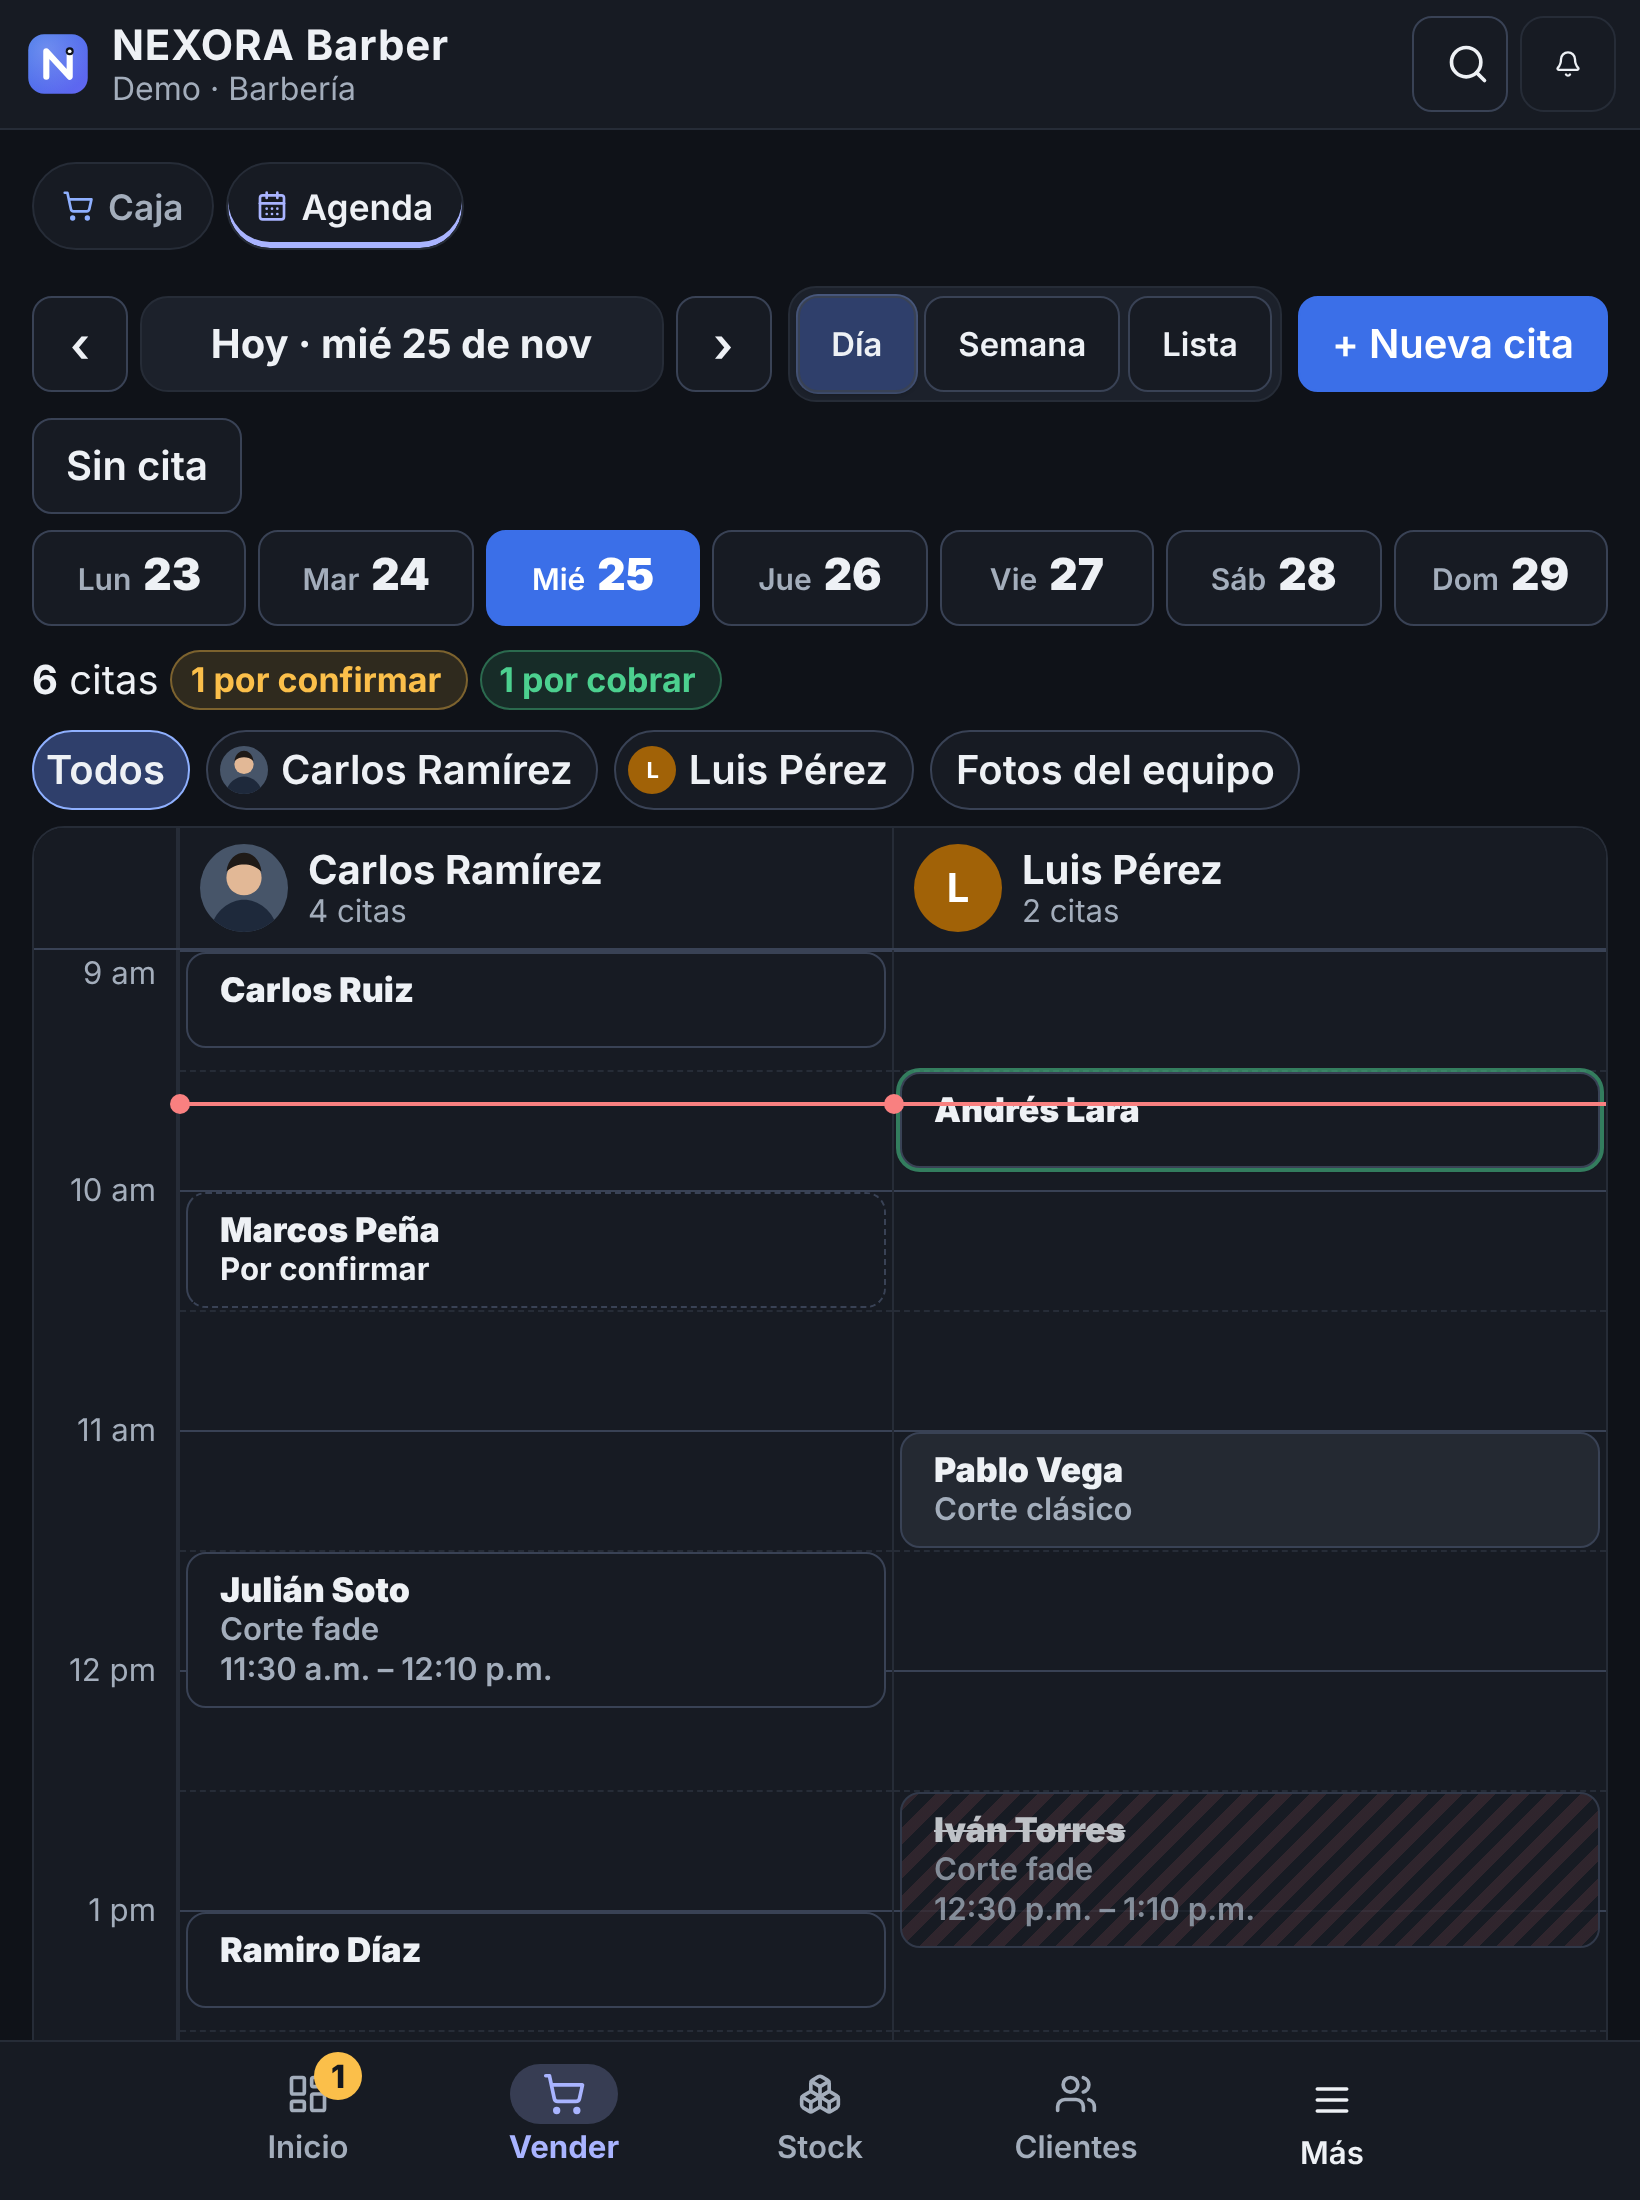 NEXORA Barber
Demo · Barbería
Caja
Agenda
‹
Hoy · mié 25 de nov
›
Día
Semana
Lista
+ Nueva cita
Sin cita
Lun 23
Mar 24
Mié 25
Jue 26
Vie 27
Sáb 28
Dom 29
6 citas
1 por confirmar
1 por cobrar
Todos
Carlos Ramírez
L Luis Pérez
Fotos del equipo
Carlos Ramírez
4 citas
L
Luis Pérez
2 citas
9 am
Carlos Ruiz
Andrés Lara
10 am
Marcos Peña
Por confirmar
11 am
Pablo Vega
Corte clásico
Julián Soto
Corte fade
11:30 a.m. – 12:10 p.m.
12 pm
Iván Torres
Corte fade
12:30 p.m. – 1:10 p.m.
1 pm
Ramiro Díaz
1
Inicio
Vender
Stock
Clientes
Más